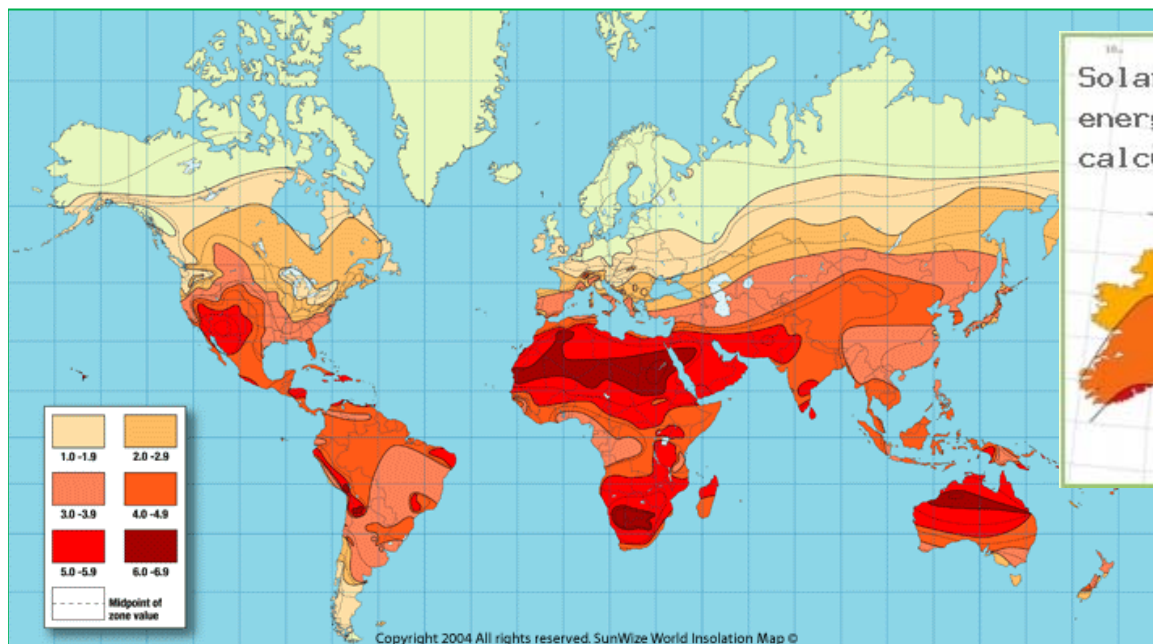 Solar
energ
calc
1.0 -1.9
2.0 -2.9
3.0 -3.9
4.0 -4.9
5.0 -5.9
6.0 -6.9
Midpoint of
zone value
Copyright 2004 All rights reserved. SunWize World Insolation Map ©